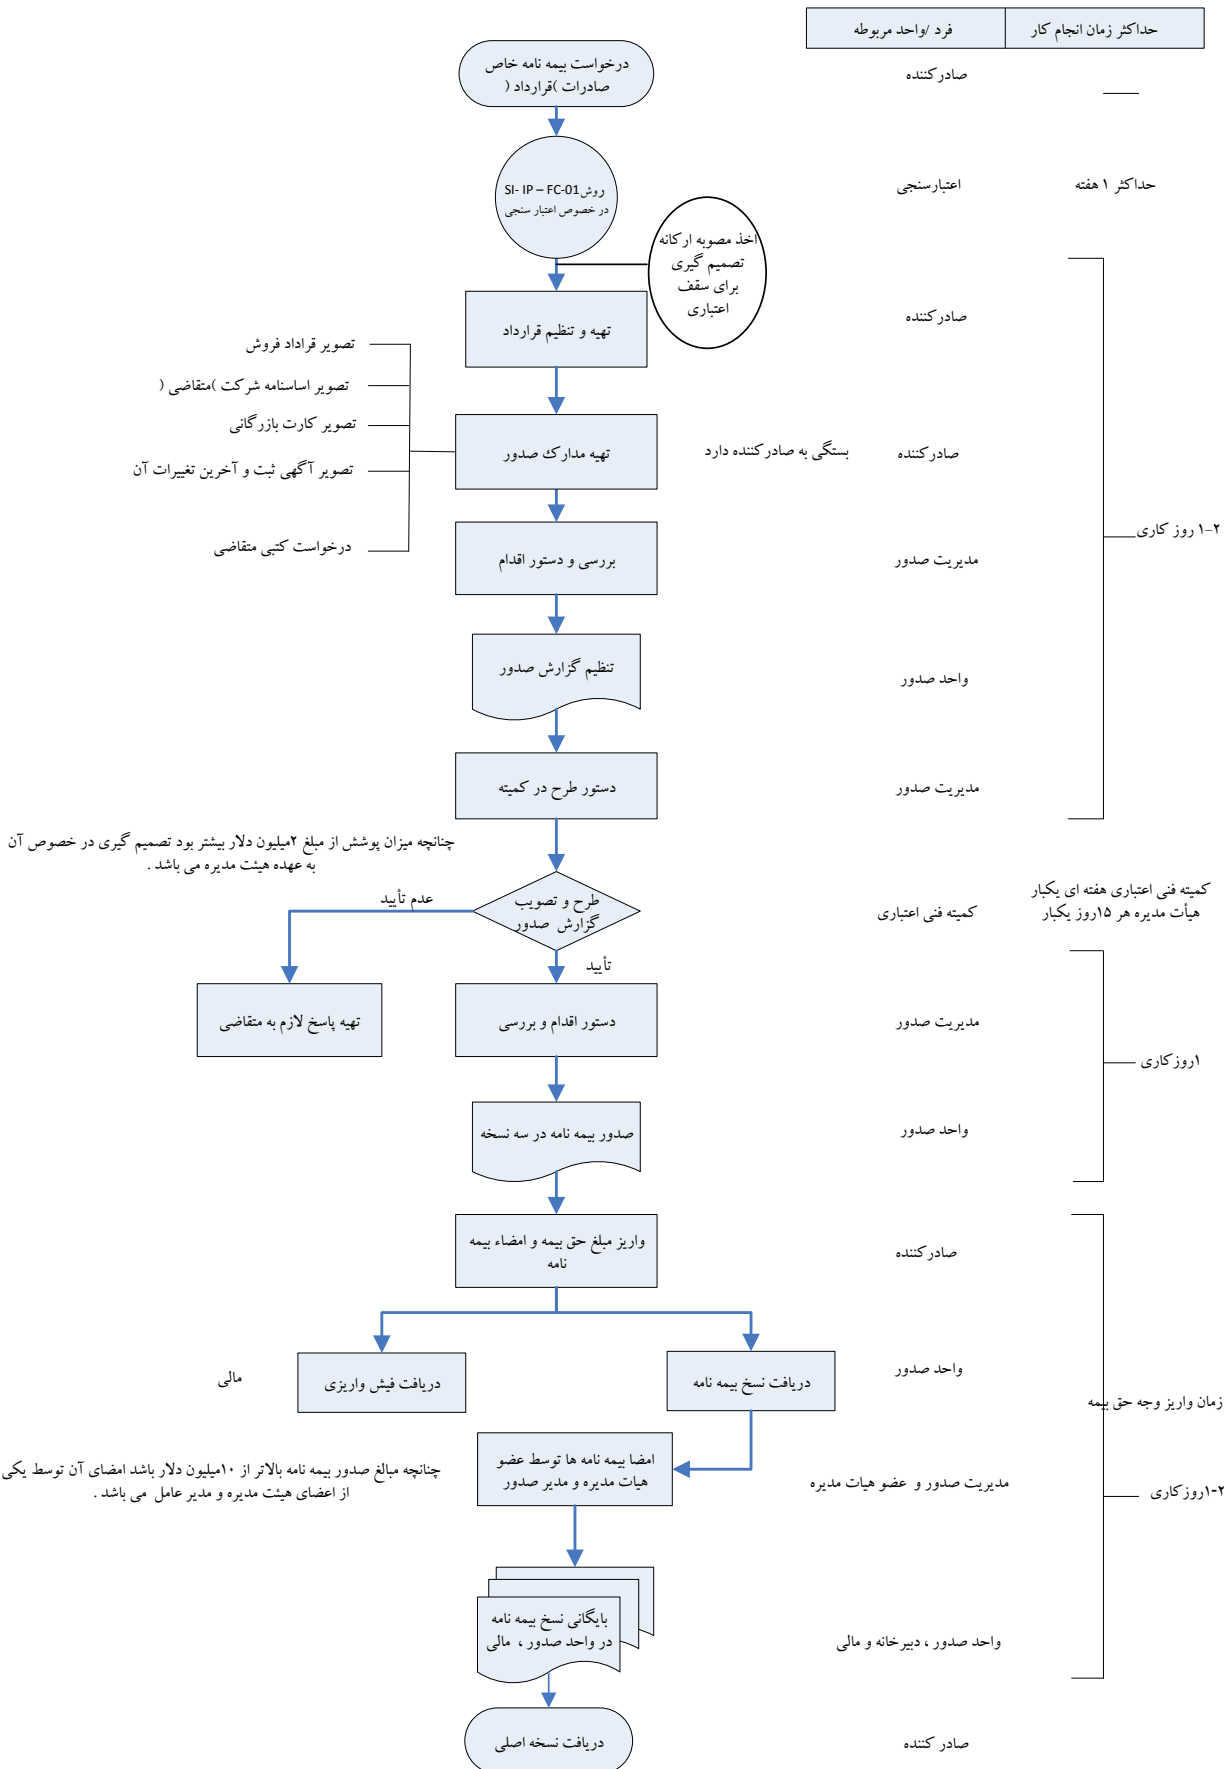 حداکثر زمان انجام کار
فرد /واحد مربوطه
درخواست بیمه نامه خاص
صادرات )قرارداد (
صادرکننده
روش SI- IP – FC-01
در خصوص اعتبار سنجی
اعتبارسنجی
حداکثر ۱ هفته
اخذ مصوبه ارکانه
تصمیم گیری
برای سقف
اعتباری
تهیه و تنظیم قرارداد
صادرکننده
تصویر قراداد فروش
تصویر اساسنامه شرکت )متقاضی (
تصویر کارت بازرگانی
تصویر آگهی ثبت و آخرین تغییرات آن
درخواست کتبی متقاضی
تهیه مدارک صدور
بستگی به صادرکننده دارد
صادرکننده
۱-۲ روز کاری
بررسی و دستور اقدام
مدیریت صدور
تنظیم گزارش صدور
واحد صدور
دستور طرح در کمیته
مدیریت صدور
چنانچه میزان پوشش از مبلغ ۲میلیون دلار بیشتر بود تصمیم گیری در خصوص آن
به عهده هیئت مدیره می باشد .
طرح و تصویب
گزارش صدور
کمیته فنی اعتباری
کمیته فنی اعتباری هفته ای یکبار
هیأت مدیره هر ۱۵روز یکبار
عدم تأیید
تأیید
تهیه پاسخ لازم به متقاضی
دستور اقدام و بررسی
مدیریت صدور
۱روزکاری
صدور بیمه نامه در سه نسخه
واحد صدور
واریز مبلغ حق بیمه و امضاء بیمه
نامه
صادرکننده
دریافت نسخ بیمه نامه
واحد صدور
دریافت فیش واریزی
مالی
زمان واریز وجه حق بیمه
امضا بیمه نامه ها توسط عضو
هیات مدیره و مدیر صدور
مدیریت صدور و عضو هیات مدیره
۱-۲روزکاری
چنانچه مبالغ صدور بیمه نامه بالاتر از ۱۰میلیون دلار باشد امضای آن توسط یکی
از اعضای هیئت مدیره و مدیر عامل می باشد .
بایگانی نسخ بیمه نامه
در واحد صدور ، مالی
واحد صدور ، دبیرخانه و مالی
دریافت نسخه اصلی
صادر کننده